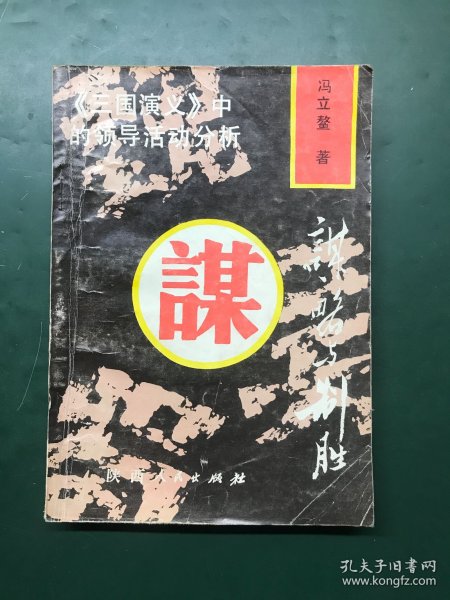 《三国演义》中
的领导活动分析
冯立鳌 著
謀
謀略与制胜
陕西人民出版社
孔夫子旧书网
www.kongfz.com